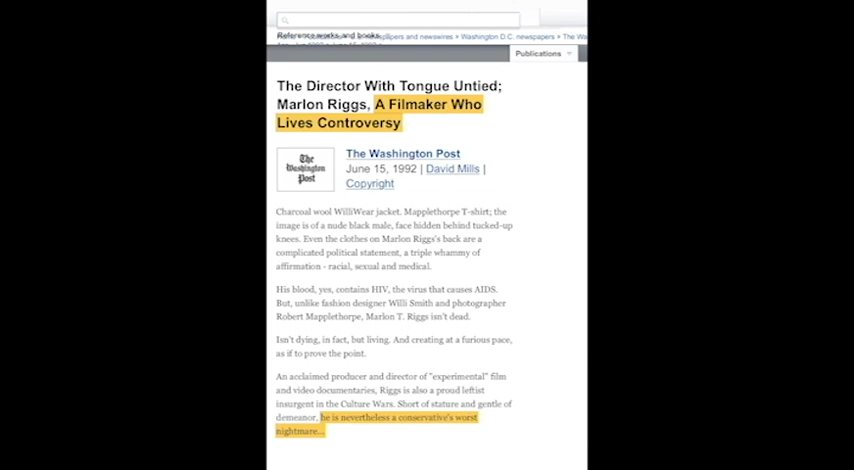 Reference works and books
Publications » newspapers and newswires » Washington D.C. newspapers » The Wa
Publications
The Director With Tongue Untied;
Marlon Riggs, A Filmaker Who
Lives Controversy
The
Washington
Post
The Washington Post
June 15, 1992 | David Mills |
Copyright
Charcoal wool WilliWear jacket. Mapplethorpe T-shirt; the
image is of a nude black male, face hidden behind tucked-up
knees. Even the clothes on Marlon Riggs's back are a
complicated political statement, a triple whammy of
affirmation - racial, sexual and medical.
His blood, yes, contains HIV, the virus that causes AIDS.
But, unlike fashion designer Willi Smith and photographer
Robert Mapplethorpe, Marlon T. Riggs isn't dead.
Isn't dying, in fact, but living. And creating at a furious pace,
as if to prove the point.
An acclaimed producer and director of "experimental" film
and video documentaries, Riggs is also a proud leftist
insurgent in the Culture Wars. Short of stature and gentle of
demeanor, he is nevertheless a conservative's worst
nightmare...